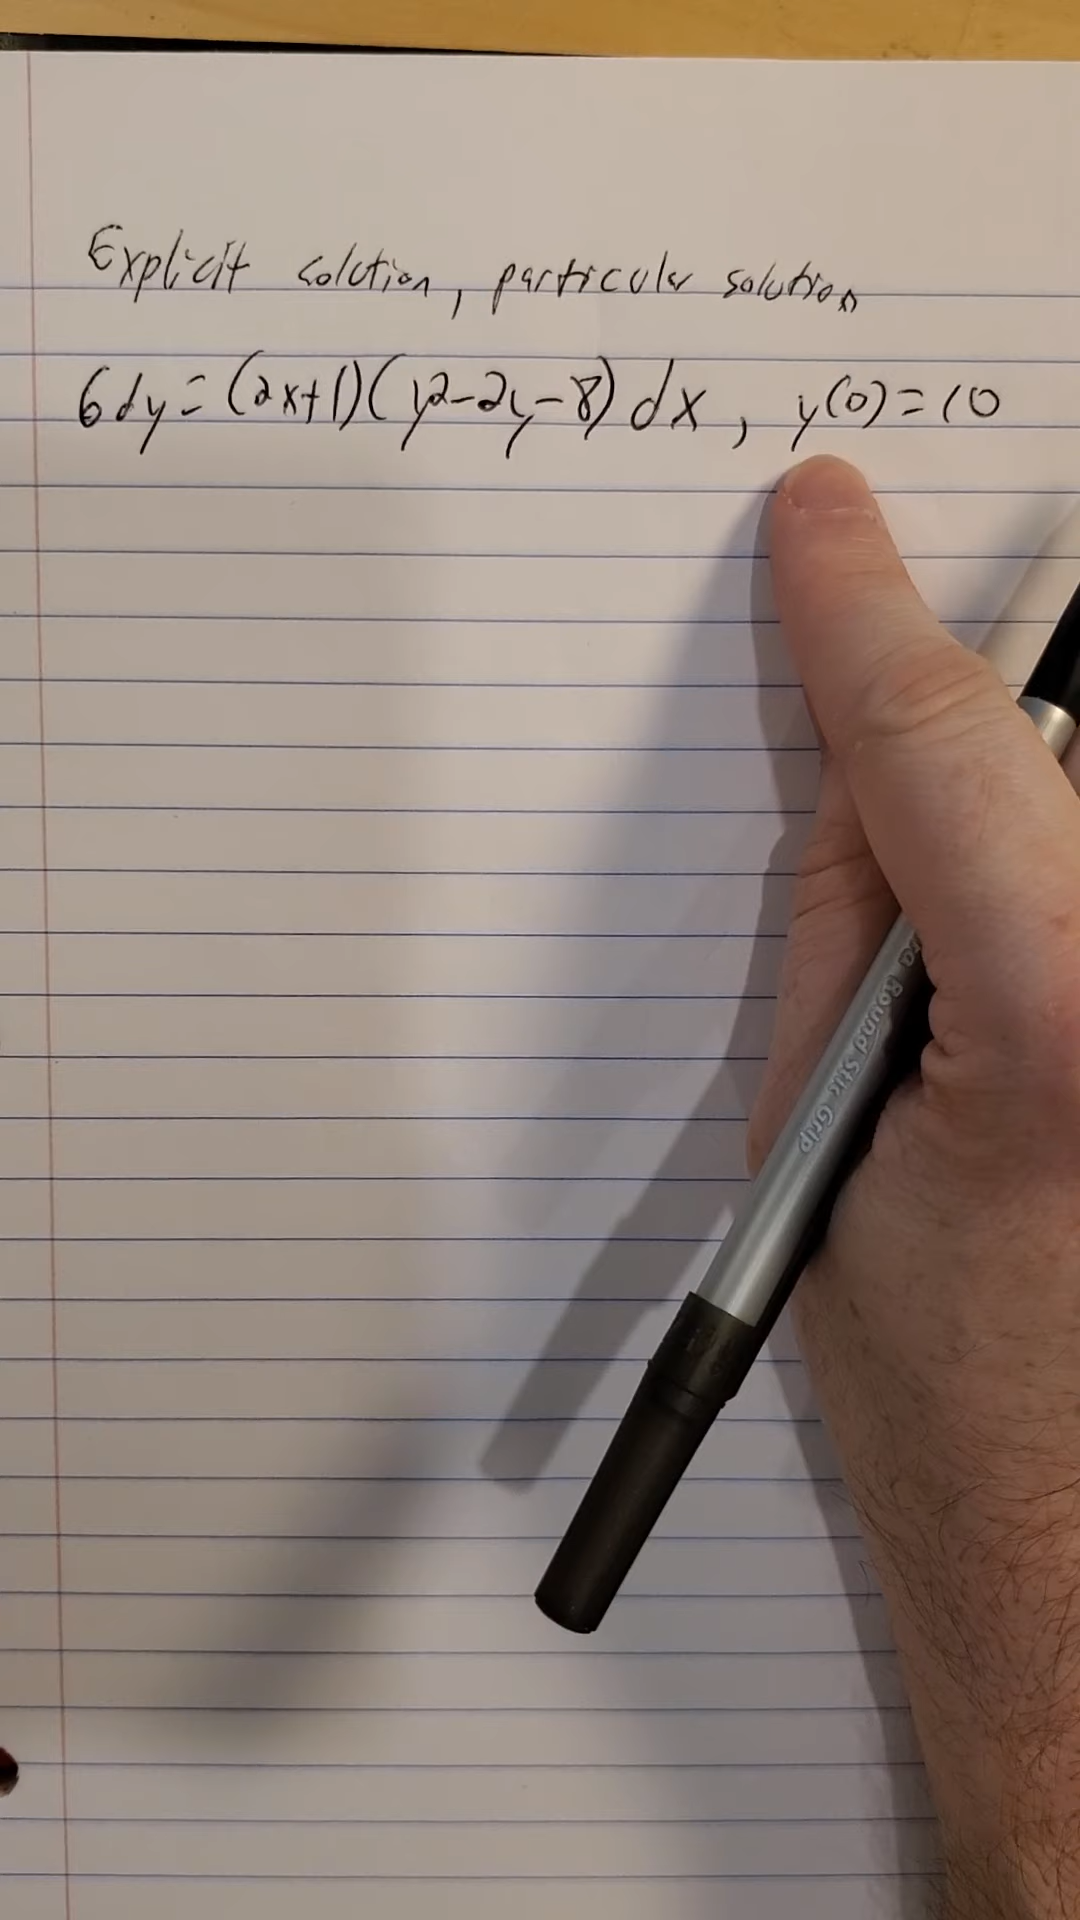 Explicit solution, particular solution
6dy = (2x+1)(y2-2y-8)dx, y(0)=10
Round Stic Grip